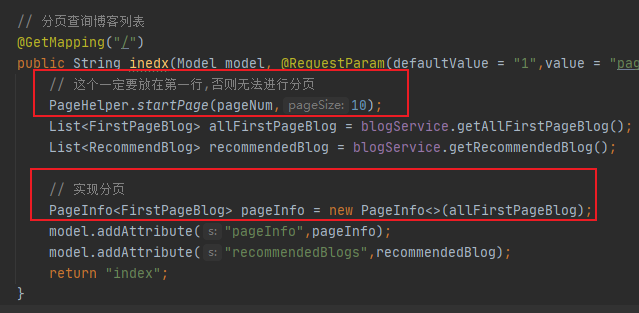 // 分页查询博客列表
@GetMapping("/")
public String inedx(Model model, @RequestParam(defaultValue = "1",value = "pag
// 这个一定要放在第一行,否则无法进行分页
PageHelper.startPage(pageNum, pageSize: 10);
List<FirstPageBlog> allFirstPageBlog = blogService.getAllFirstPageBlog();
List<RecommendBlog> recommendedBlog = blogService.getRecommendedBlog();
// 实现分页
PageInfo<FirstPageBlog> pageInfo = new PageInfo<>(allFirstPageBlog);
model.addAttribute( s: "pageInfo",pageInfo);
model.addAttribute( s: "recommendedBlogs",recommendedBlog);
return "index";
}